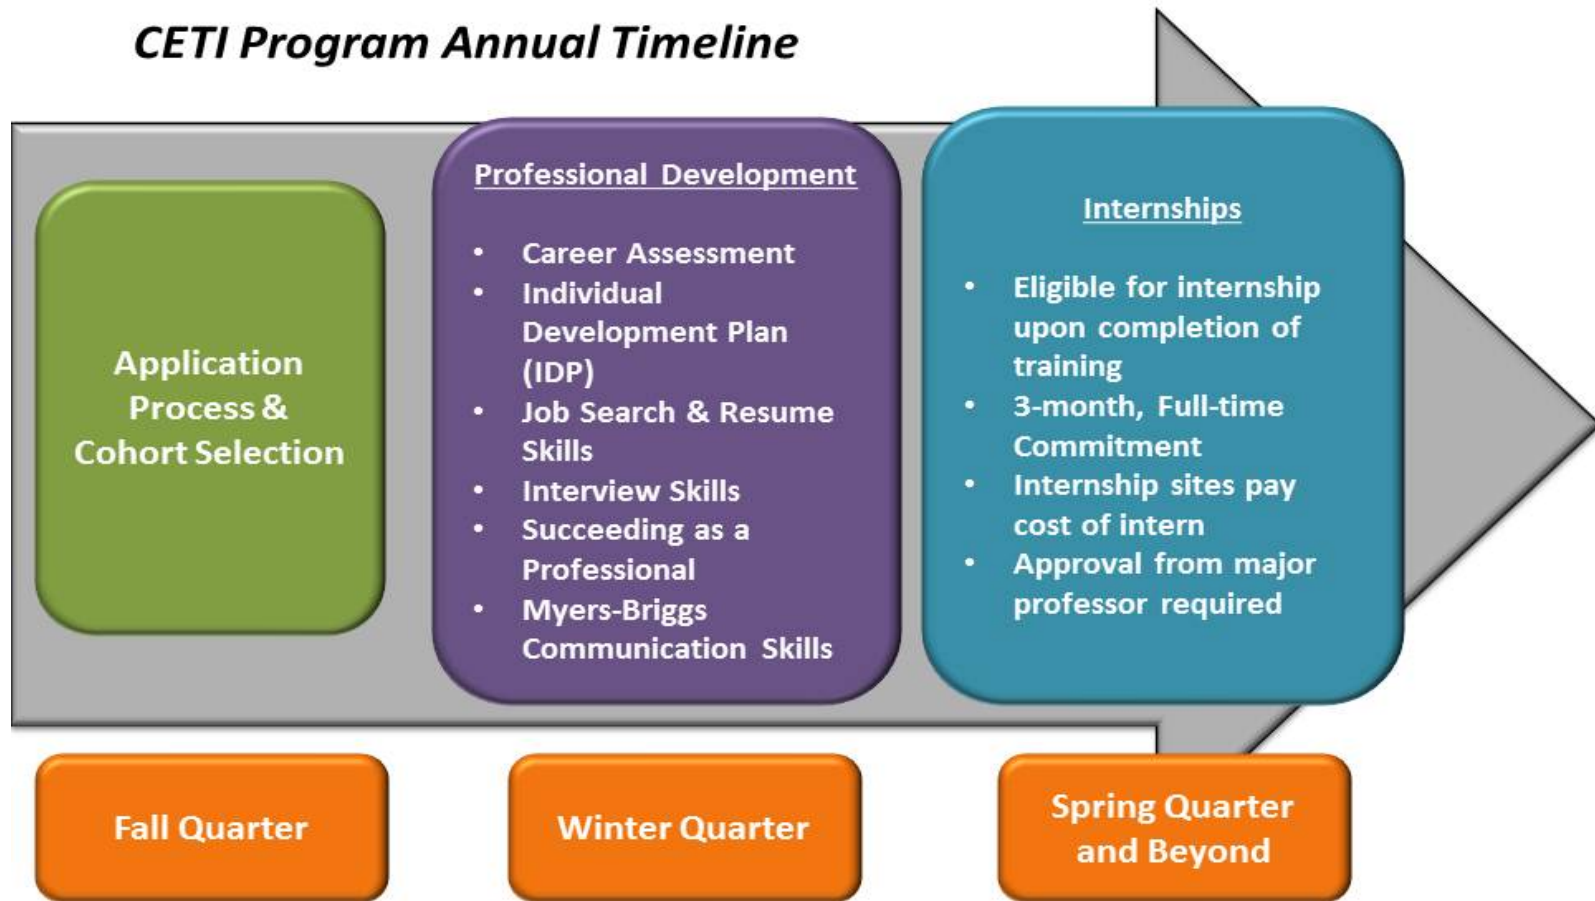 CETI Program Annual Timeline
Application
Process &
Cohort Selection
Professional Development
• Career Assessment
• Individual
Development Plan
(IDP)
• Job Search & Resume
Skills
• Interview Skills
• Succeeding as a
Professional
• Myers-Briggs
Communication Skills
Internships
• Eligible for internship
upon completion of
training
• 3-month, Full-time
Commitment
• Internship sites pay
cost of intern
• Approval from major
professor required
Fall Quarter
Winter Quarter
Spring Quarter
and Beyond